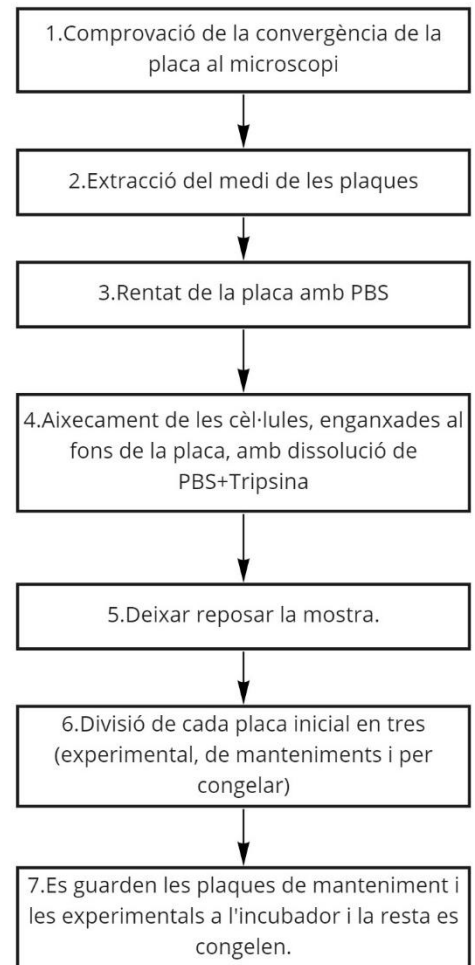 1.Comprovació de la convergència de la
placa al microscopi
2.Extracció del medi de les plaques
3.Rentat de la placa amb PBS
4.Aixecament de les cèl·lules, enganxades al
fons de la placa, amb dissolució de
PBS+Tripsina
5.Deixar reposar la mostra.
6.Divisió de cada placa inicial en tres
(experimental, de manteniments i per
congelar)
7.Es guarden les plaques de manteniment i
les experimentals a l'incubador i la resta es
congelen.